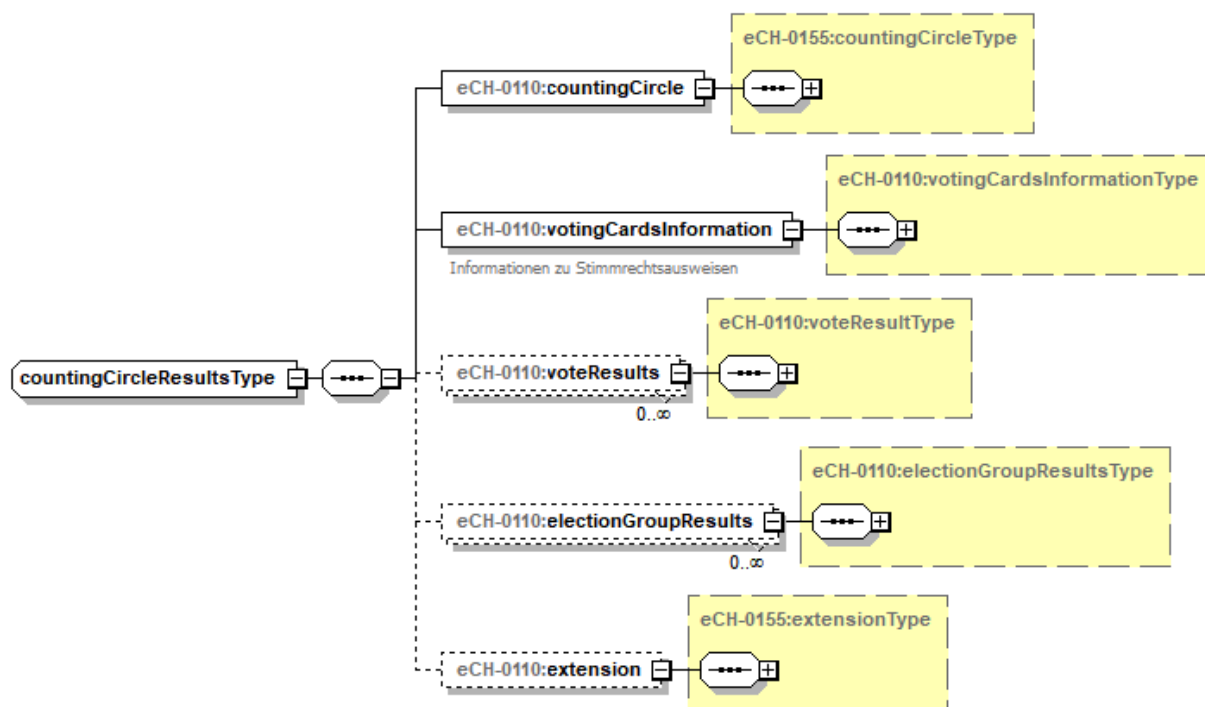 eCH-0155:countingCircleType
eCH-0110:countingCircle
eCH-0110:votingCardsInformationType
eCH-0110:votingCardsInformation
Informationen zu Stimmrechtsausweisen
eCH-0110:voteResultType
countingCircleResultsType
eCH-0110:voteResults
0..∞
eCH-0110:electionGroupResultsType
eCH-0110:electionGroupResults
0..∞
eCH-0155:extensionType
eCH-0110:extension